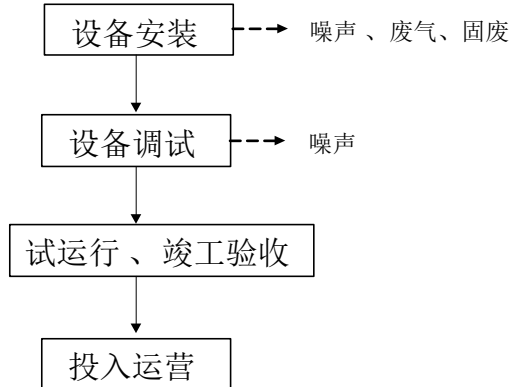 设备安装
噪声、废气、固废
设备调试
噪声
试运行、竣工验收
投入运营